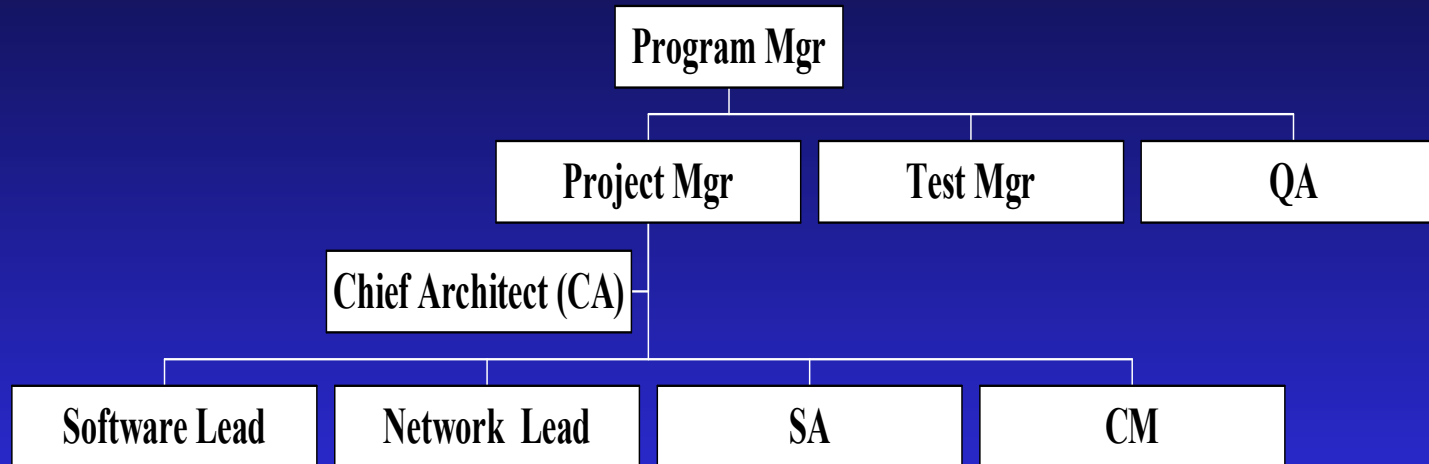 Program Mgr
Project Mgr
Test Mgr
QA
Chief Architect (CA)
Software Lead
Network Lead
SA
CM